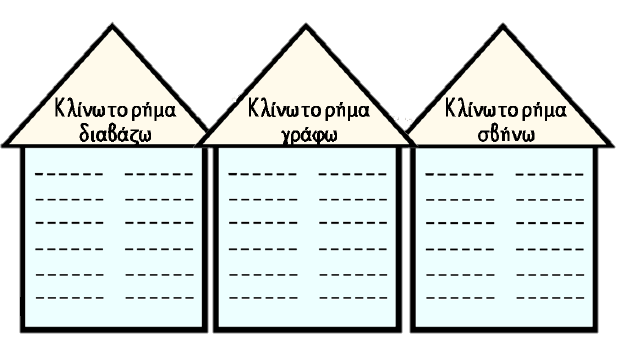 Κλίνω το ρήμα
διαβάζω
Κλίνω το ρήμα
γράφω
Κλίνω το ρήμα
σβήνω